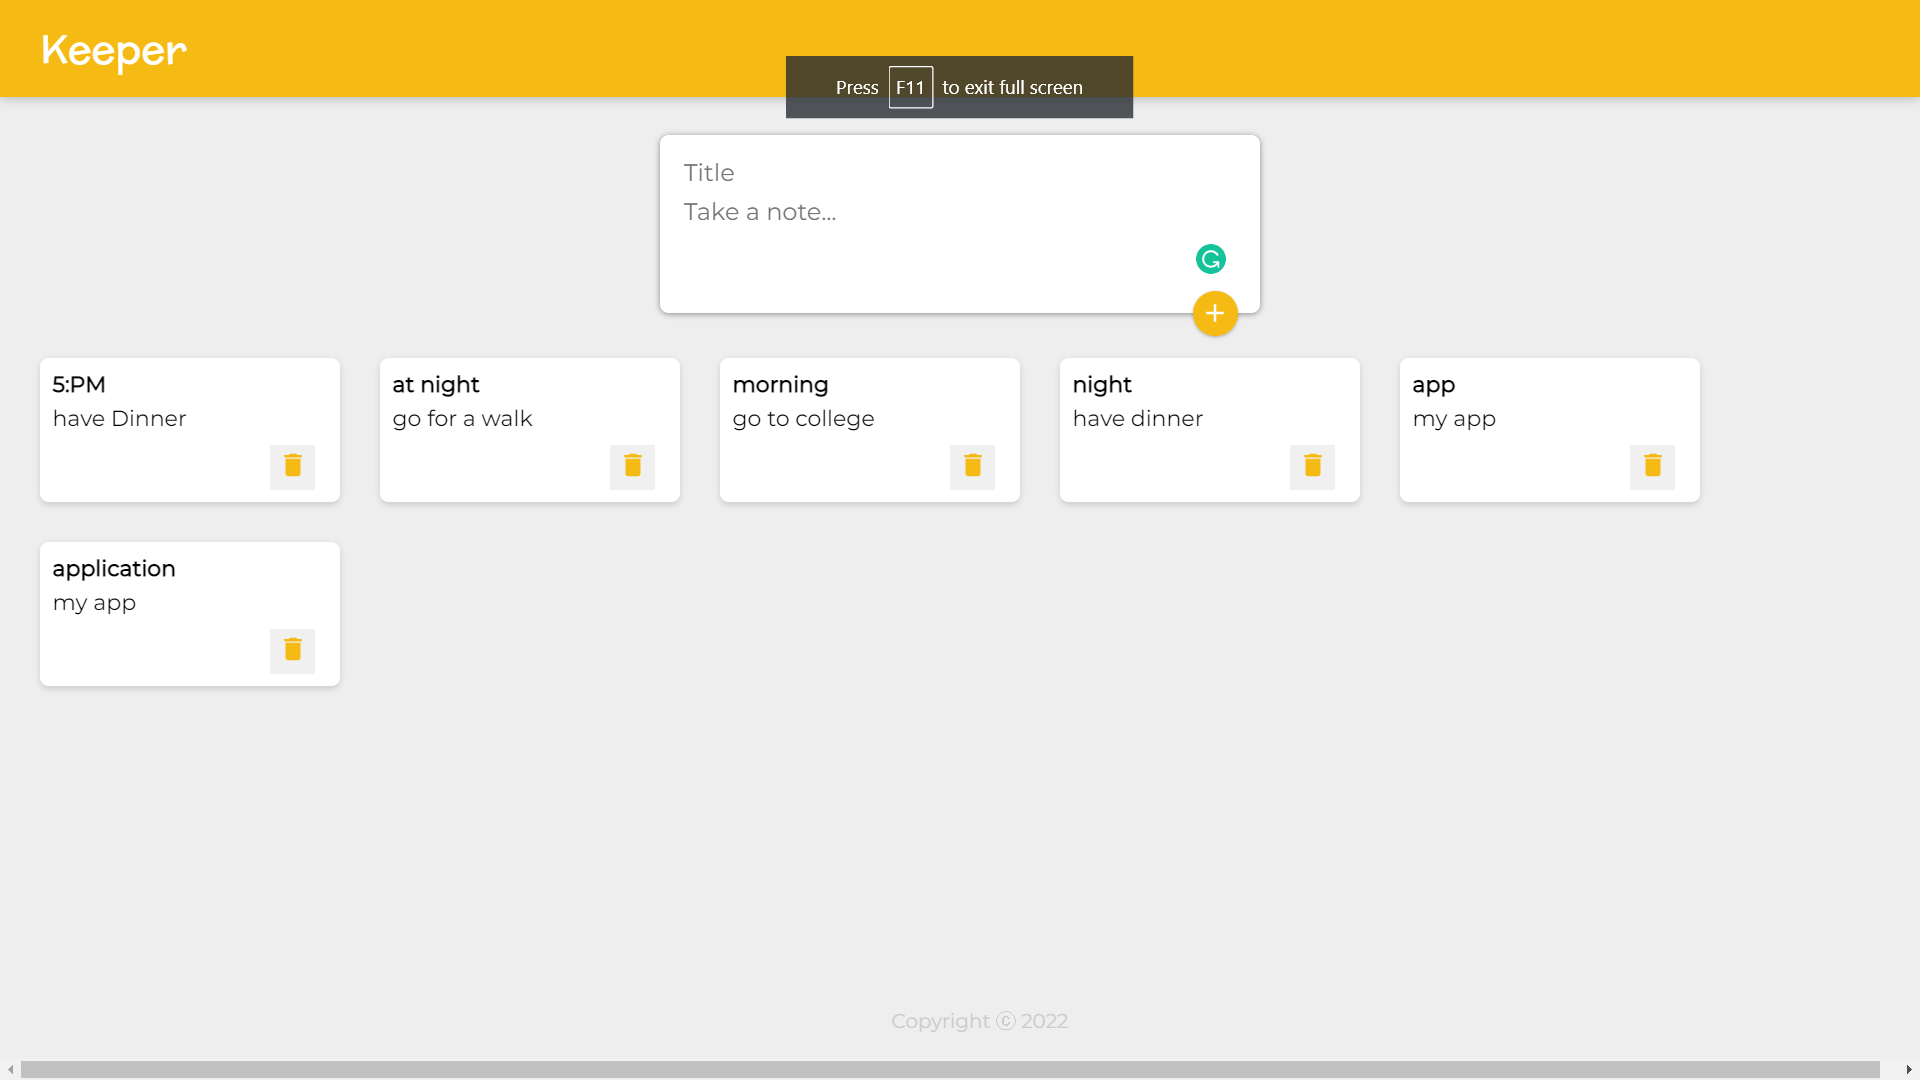 Keeper
Press F11 to exit full screen
Title
Take a note...
5:PM
have Dinner
at night
go for a walk
morning
go to college
night
have dinner
app
my app
application
my app
Copyright ⓒ 2022